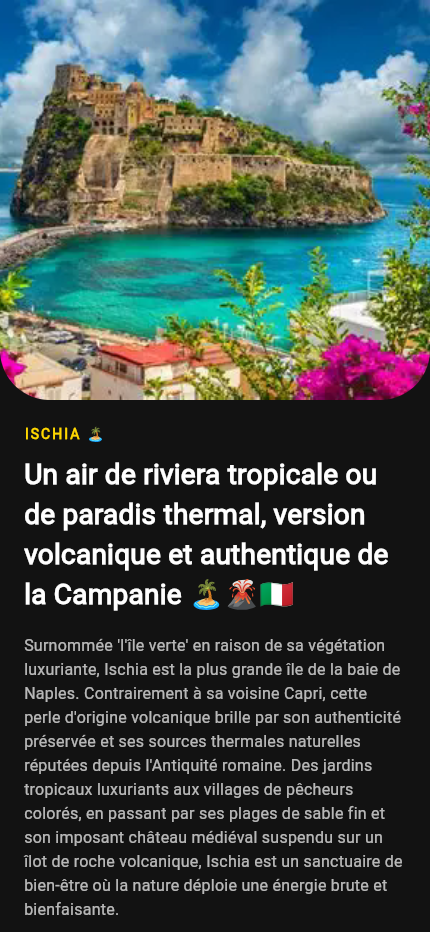 ISCHIA 🏝️
Un air de riviera tropicale ou
de paradis thermal, version
volcanique et authentique de
la Campanie 🏝️🌋🇮🇹
Surnommée 'l'île verte' en raison de sa végétation
luxuriante, Ischia est la plus grande île de la baie de
Naples. Contrairement à sa voisine Capri, cette
perle d'origine volcanique brille par son authenticité
préservée et ses sources thermales naturelles
réputées depuis l'Antiquité romaine. Des jardins
tropicaux luxuriants aux villages de pêcheurs
colorés, en passant par ses plages de sable fin et
son imposant château médiéval suspendu sur un
îlot de roche volcanique, Ischia est un sanctuaire de
bien-être où la nature déploie une énergie brute et
bienfaisante.